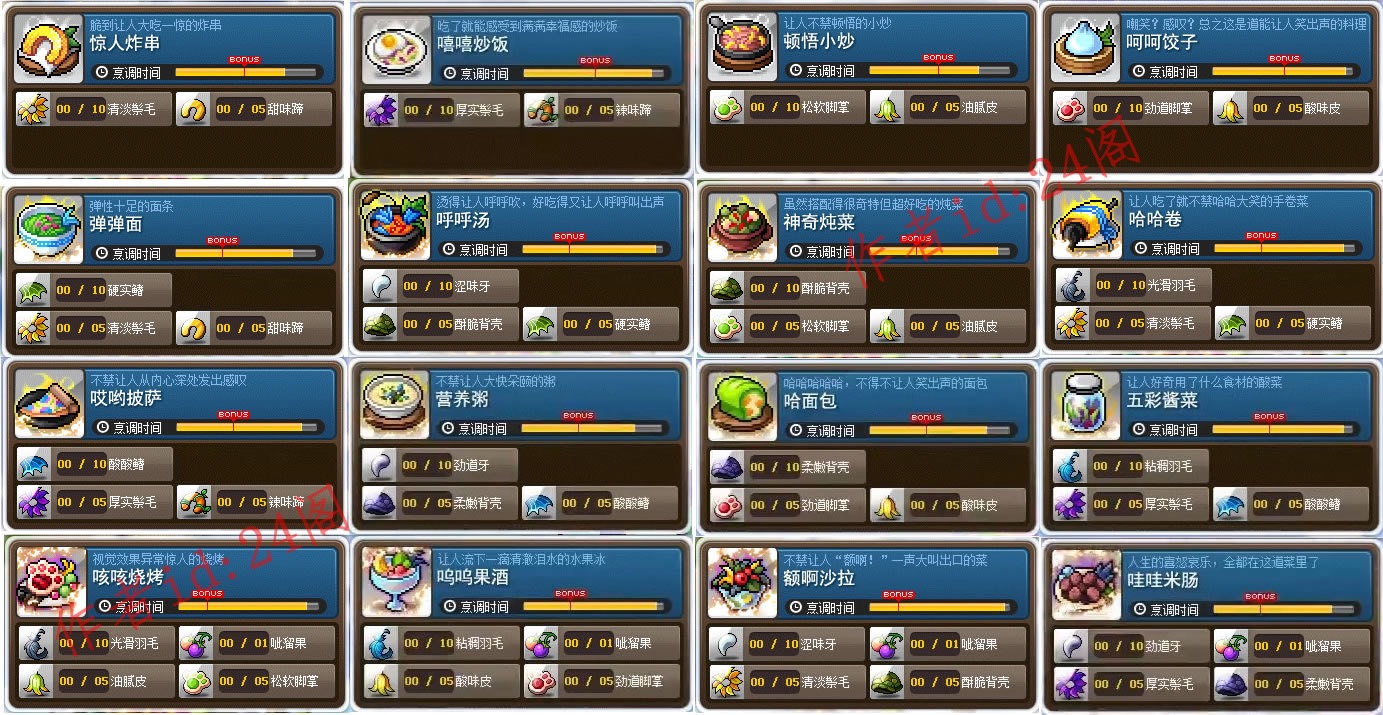 脆到让人大吃一惊的炸串
惊人炸串
BONUS
烹调时间
00 / 10 清淡鬃毛
00 / 05 甜味蹄
吃了就能感受到满满幸福感的炒饭
嘻嘻炒饭
BONUS
烹调时间
00 / 10 厚实鬃毛
00 / 05 辣味蹄
让人不禁顿悟的小炒
顿悟小炒
BONUS
烹调时间
00 / 10 松软脚掌
00 / 05 油腻皮
嘲笑？感叹？总之这是道能让人笑出声的料理
呵呵饺子
BONUS
烹调时间
00 / 10 劲道脚掌
00 / 05 酸味皮
弹性十足的面条
弹弹面
BONUS
烹调时间
00 / 10 硬实鳍
00 / 05 清淡鬃毛
00 / 05 甜味蹄
烫得让人呼呼吹，好吃得又让人呼呼叫出声
呼呼汤
BONUS
烹调时间
00 / 10 涩味牙
00 / 05 酥脆背壳
00 / 05 硬实鳍
虽然搭配得很奇特但超好吃的炖菜
神奇炖菜
BONUS
烹调时间
00 / 10 酥脆背壳
00 / 05 松软脚掌
00 / 05 油腻皮
让人吃了就不禁哈哈大笑的手卷菜
哈哈卷
BONUS
烹调时间
00 / 10 光滑羽毛
00 / 05 清淡鬃毛
00 / 05 硬实鳍
不禁让人从内心深处发出感叹
哎哟披萨
BONUS
烹调时间
00 / 10 酸酸鳍
00 / 05 厚实鬃毛
00 / 05 辣味蹄
不禁让人大快朵颐的粥
营养粥
BONUS
烹调时间
00 / 10 劲道牙
00 / 05 柔嫩背壳
00 / 05 酸酸鳍
哈哈哈哈哈，不得不让人笑出声的面包
哈面包
BONUS
烹调时间
00 / 10 柔嫩背壳
00 / 05 劲道脚掌
00 / 05 酸味皮
让人好奇用了什么食材的酸菜
五彩酱菜
BONUS
烹调时间
00 / 10 粘稠羽毛
00 / 05 厚实鬃毛
00 / 05 酸酸鳍
视觉效果异常惊人的烧烤
咳咳烧烤
BONUS
烹调时间
00 / 10 光滑羽毛
00 / 01 呲溜果
00 / 05 油腻皮
00 / 05 松软脚掌
让人流下一滴清澈泪水的水果冰
呜呜果酒
BONUS
烹调时间
00 / 10 粘稠羽毛
00 / 01 呲溜果
00 / 05 酸味皮
00 / 05 劲道脚掌
不禁让人“额啊！”一声大叫出口的菜
额啊沙拉
BONUS
烹调时间
00 / 10 涩味牙
00 / 01 呲溜果
00 / 05 清淡鬃毛
00 / 05 酥脆背壳
人生的喜怒哀乐，全都在这道菜里了
哇哇米肠
BONUS
烹调时间
00 / 10 劲道牙
00 / 01 呲溜果
00 / 05 厚实鬃毛
00 / 05 柔嫩背壳
作者id:24阁
作者id:24阁